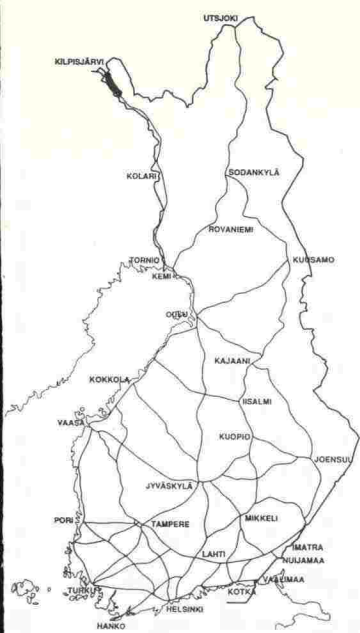 UTSJOKI
KILPISJÄRVI
KOLARI
SODANKYLÄ
ROVANIEMI
TORNIO
KUUSAMO
KEMI
OULU
KAJAANI
KOKKOLA
IISALMI
VAASA
KUOPIO
JOENSUU
JYVÄSKYLÄ
PORI
TAMPERE
MIKKELI
IMATRA
LAHTI
NUIJAMAA
VAALIMAA
TURKU
KOTKA
HELSINKI
HANKO